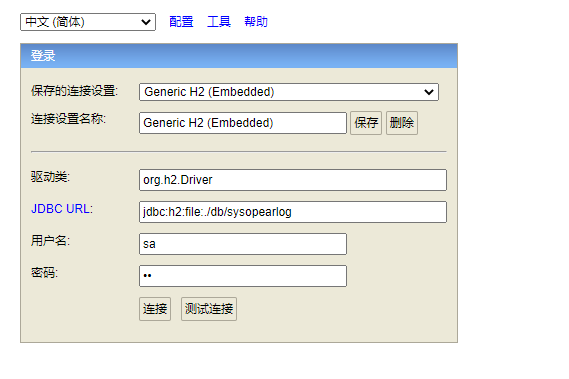 中文 (简体) 配置 工具 帮助
登录
保存的连接设置: Generic H2 (Embedded)
连接设置名称: Generic H2 (Embedded) 保存 删除
驱动类: org.h2.Driver
JDBC URL: jdbc:h2:file:./db/sysopearlog
用户名: sa
密码: ••
连接 测试连接